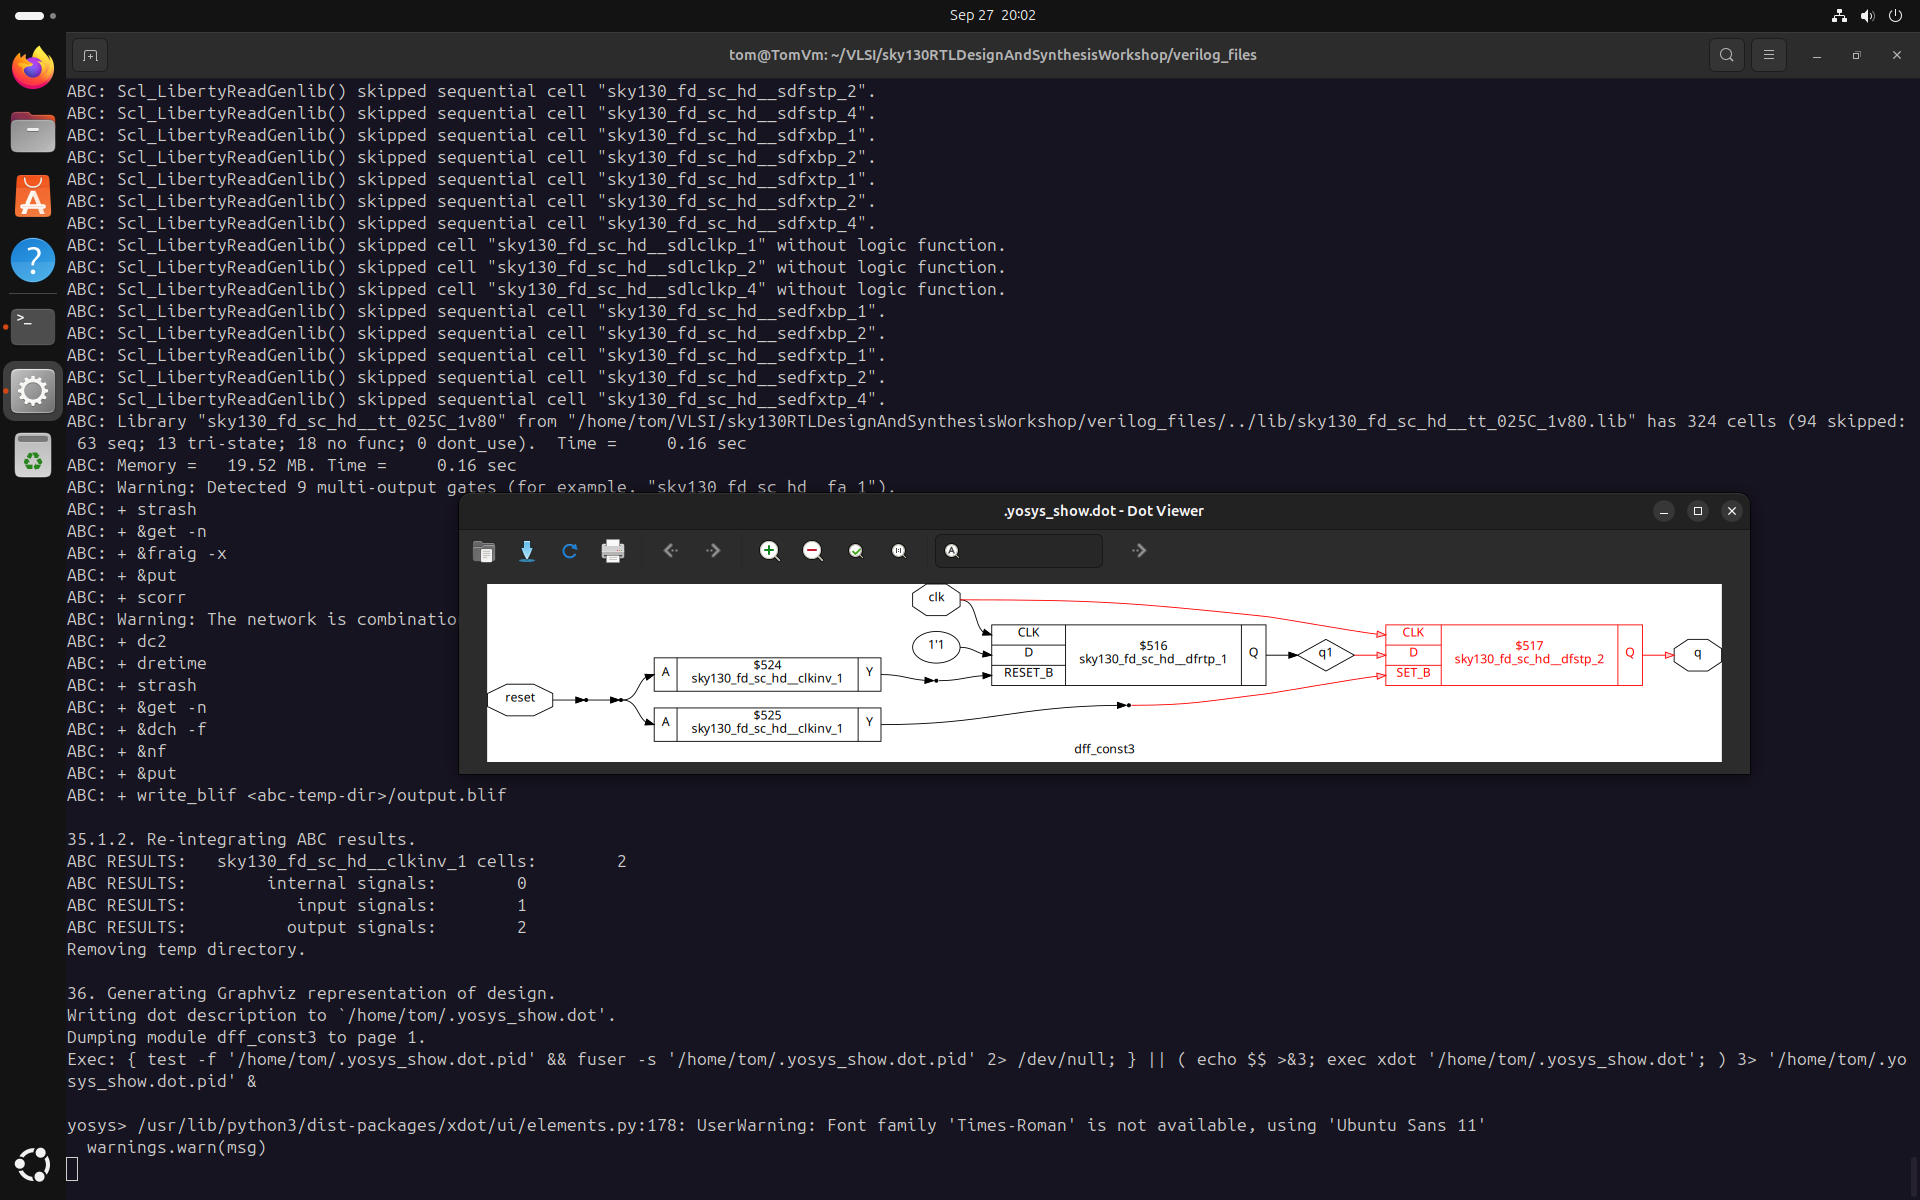 Sep 27 20:02
tom@TomVm: ~/VLSI/sky130RTLDesignAndSynthesisWorkshop/verilog_files
ABC: Scl_LibertyReadGenlib() skipped sequential cell "sky130_fd_sc_hd__sdfstp_2".
ABC: Scl_LibertyReadGenlib() skipped sequential cell "sky130_fd_sc_hd__sdfstp_4".
ABC: Scl_LibertyReadGenlib() skipped sequential cell "sky130_fd_sc_hd__sdfxbp_1".
ABC: Scl_LibertyReadGenlib() skipped sequential cell "sky130_fd_sc_hd__sdfxbp_2".
ABC: Scl_LibertyReadGenlib() skipped sequential cell "sky130_fd_sc_hd__sdfxtp_1".
ABC: Scl_LibertyReadGenlib() skipped sequential cell "sky130_fd_sc_hd__sdfxtp_2".
ABC: Scl_LibertyReadGenlib() skipped sequential cell "sky130_fd_sc_hd__sdfxtp_4".
ABC: Scl_LibertyReadGenlib() skipped cell "sky130_fd_sc_hd__sdlclkp_1" without logic function.
ABC: Scl_LibertyReadGenlib() skipped cell "sky130_fd_sc_hd__sdlclkp_2" without logic function.
ABC: Scl_LibertyReadGenlib() skipped cell "sky130_fd_sc_hd__sdlclkp_4" without logic function.
ABC: Scl_LibertyReadGenlib() skipped sequential cell "sky130_fd_sc_hd__sedfxbp_1".
ABC: Scl_LibertyReadGenlib() skipped sequential cell "sky130_fd_sc_hd__sedfxbp_2".
ABC: Scl_LibertyReadGenlib() skipped sequential cell "sky130_fd_sc_hd__sedfxtp_1".
ABC: Scl_LibertyReadGenlib() skipped sequential cell "sky130_fd_sc_hd__sedfxtp_2".
ABC: Scl_LibertyReadGenlib() skipped sequential cell "sky130_fd_sc_hd__sedfxtp_4".
ABC: Library "sky130_fd_sc_hd__tt_025C_1v80" from "/home/tom/VLSI/sky130RTLDesignAndSynthesisWorkshop/verilog_files/../lib/sky130_fd_sc_hd__tt_025C_1v80.lib" has 324 cells (94 skipped:
63 seq; 13 tri-state; 18 no func; 0 dont_use). Time = 0.16 sec
ABC: Memory = 19.52 MB. Time = 0.16 sec
ABC: Warning: Detected 9 multi-output gates (for example, "sky130_fd_sc_hd__fa_1").
ABC: + strash
ABC: + &get -n
ABC: + &fraig -x
ABC: + &put
ABC: + scorr
ABC: Warning: The network is combinatio
ABC: + dc2
ABC: + dretime
ABC: + strash
ABC: + &get -n
ABC: + &dch -f
ABC: + &nf
ABC: + &put
ABC: + write_blif <abc-temp-dir>/output.blif
.yosys_show.dot - Dot Viewer
clk
1'1
CLK
D
RESET_B
$516
sky130_fd_sc_hd__dfrtp_1
Q
q1
CLK
D
SET_B
$517
sky130_fd_sc_hd__dfstp_2
Q
q
reset
A
$524
sky130_fd_sc_hd__clkinv_1
Y
A
$525
sky130_fd_sc_hd__clkinv_1
Y
dff_const3
35.1.2. Re-integrating ABC results.
ABC RESULTS: sky130_fd_sc_hd__clkinv_1 cells: 2
ABC RESULTS: internal signals: 0
ABC RESULTS: input signals: 1
ABC RESULTS: output signals: 2
Removing temp directory.
36. Generating Graphviz representation of design.
Writing dot description to `/home/tom/.yosys_show.dot'.
Dumping module dff_const3 to page 1.
Exec: { test -f '/home/tom/.yosys_show.dot.pid' && fuser -s '/home/tom/.yosys_show.dot.pid' 2> /dev/null; } || ( echo $$ >&3; exec xdot '/home/tom/.yosys_show.dot'; ) 3> '/home/tom/.yo
sys_show.dot.pid' &
yosys> /usr/lib/python3/dist-packages/xdot/ui/elements.py:178: UserWarning: Font family 'Times-Roman' is not available, using 'Ubuntu Sans 11'
warnings.warn(msg)